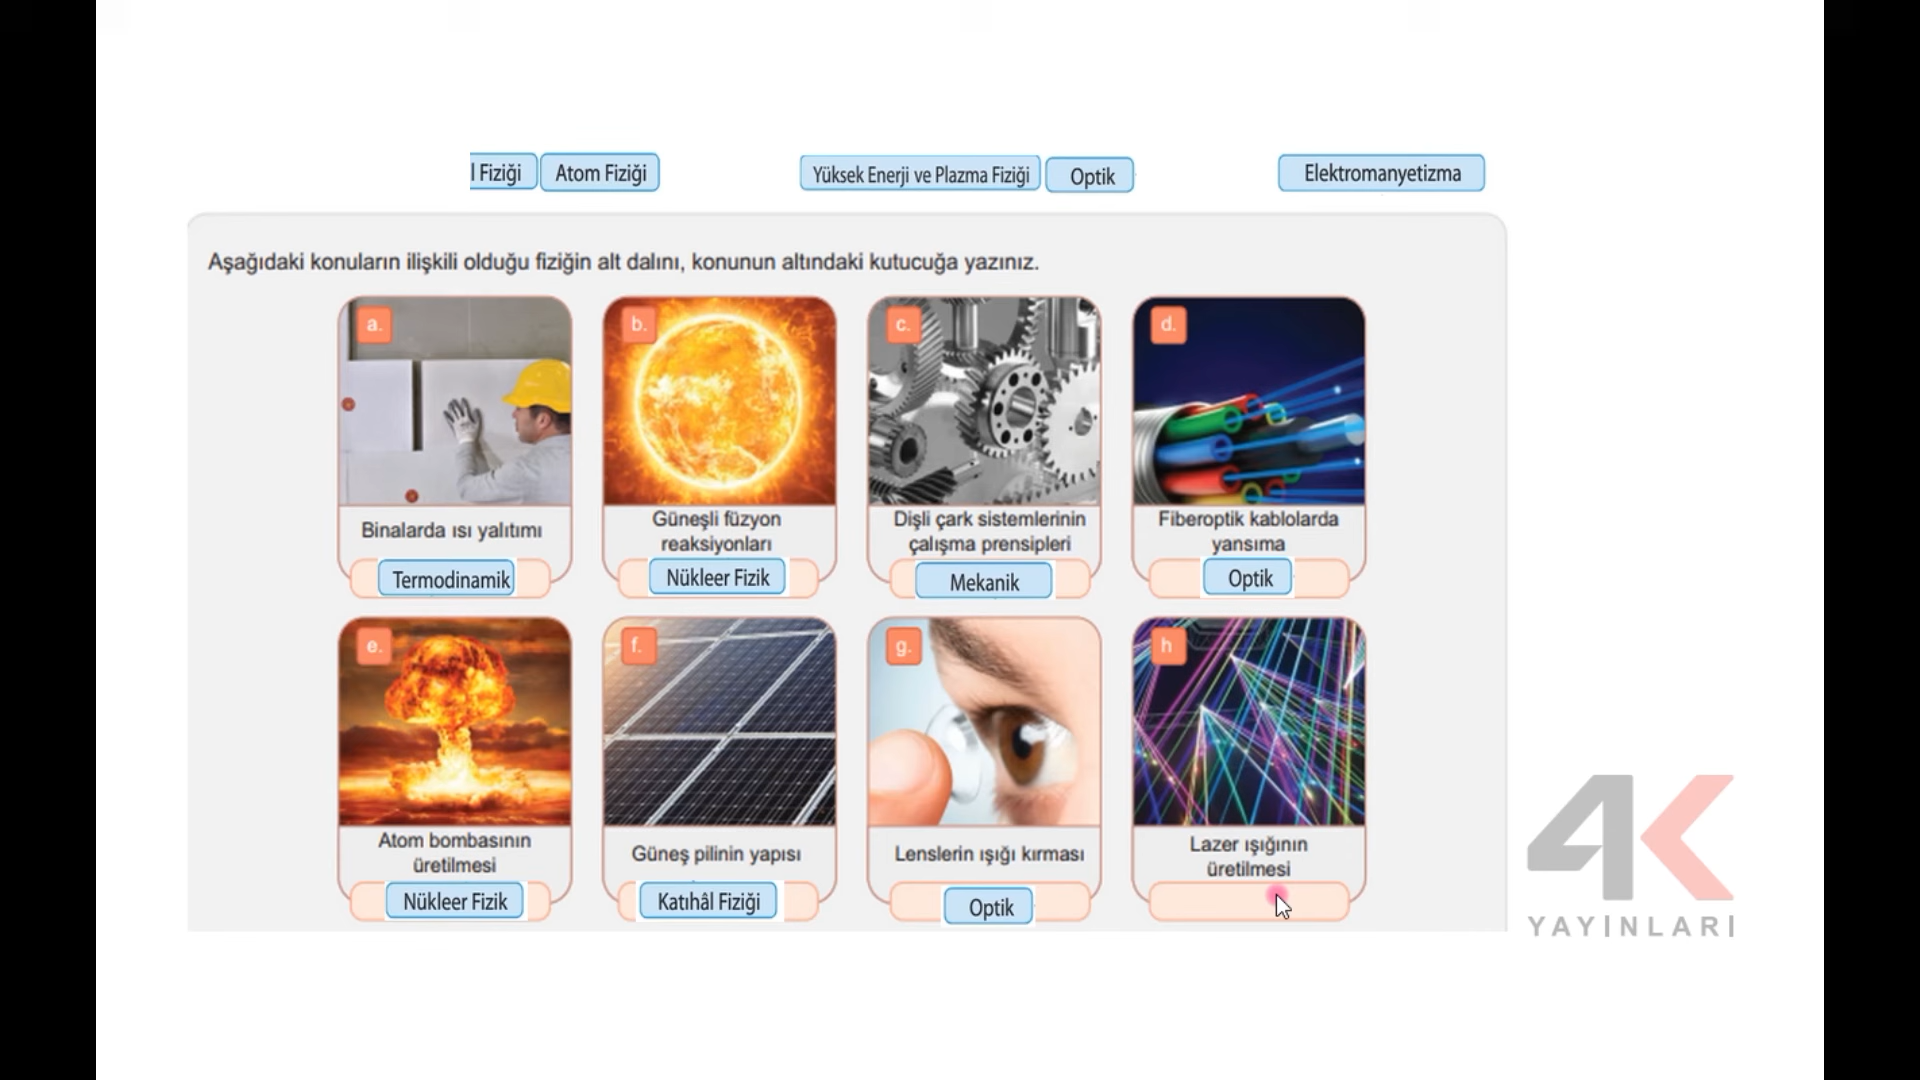 l Fiziği
Atom Fiziği
Yüksek Enerji ve Plazma Fiziği
Optik
Elektromanyetizma
Aşağıdaki konuların ilişkili olduğu fiziğin alt dalını, konunun altındaki kutucuğa yazınız.
a.
b.
c.
d.
Binalarda ısı yalıtımı
Güneşli füzyon
reaksiyonları
Dişli çark sistemlerinin
çalışma prensipleri
Fiberoptik kablolarda
yansıma
Termodinamik
Nükleer Fizik
Mekanik
Optik
e.
f.
g.
h
Atom bombasının
üretilmesi
Güneş pilinin yapısı
Lenslerin ışığı kırması
Lazer ışığının
üretilmesi
Nükleer Fizik
Katıhâl Fiziği
Optik
4K
YAYINLARI